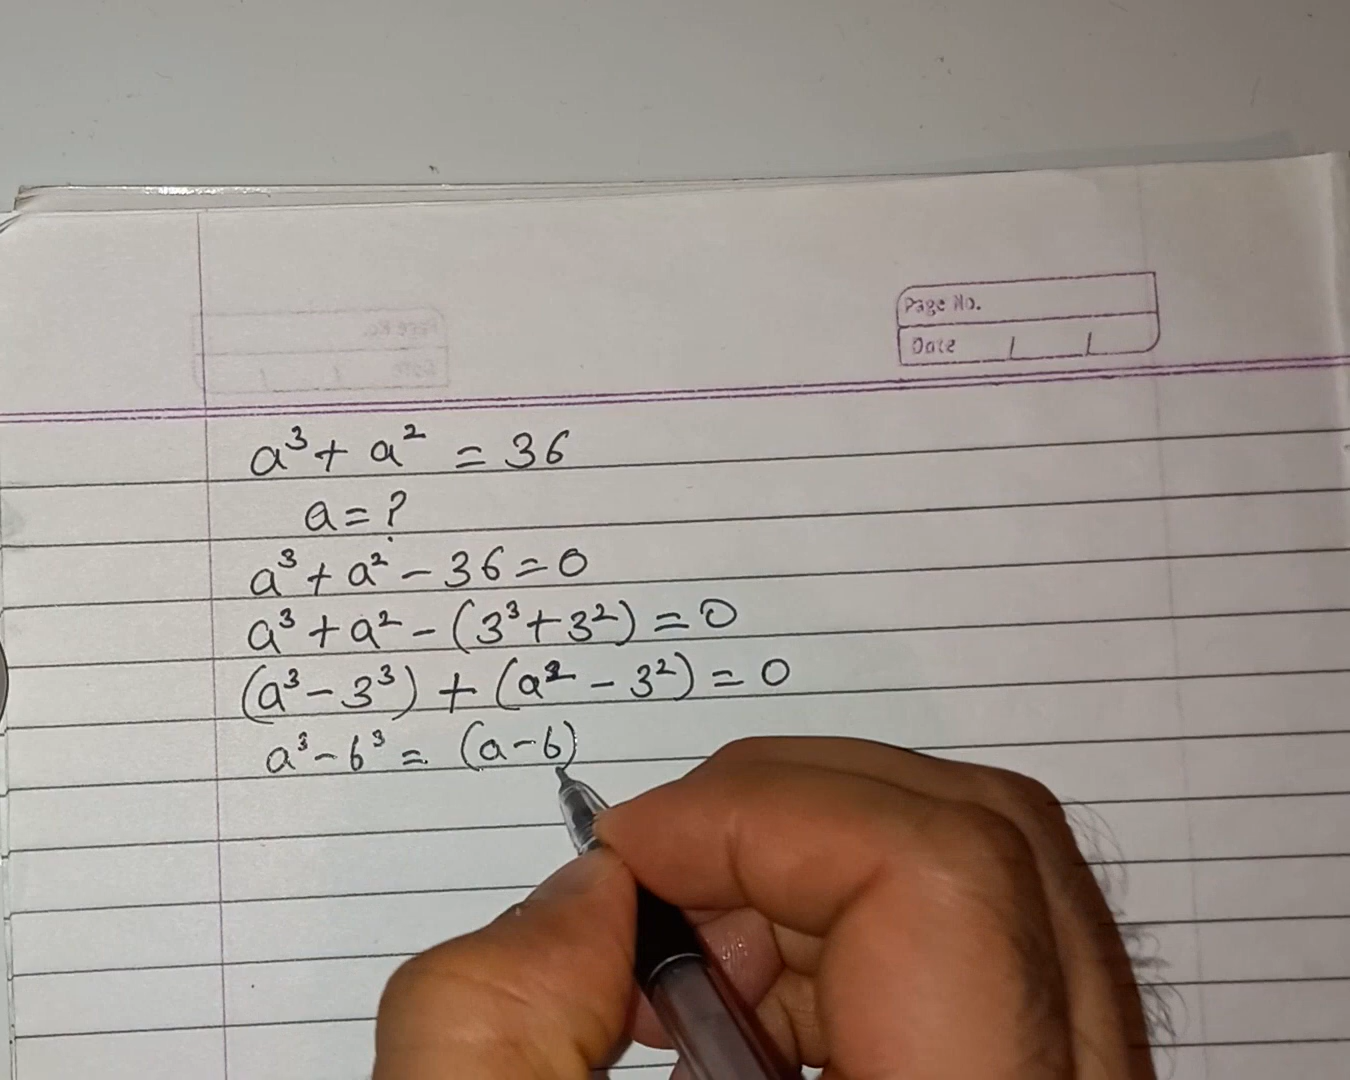 Page No.
Date
a³ + a² = 36
a = ?
a³ + a² - 36 = 0
a³ + a² - (3³ + 3²) = 0
(a³ - 3³) + (a² - 3²) = 0
a³ - b³ = (a - b)